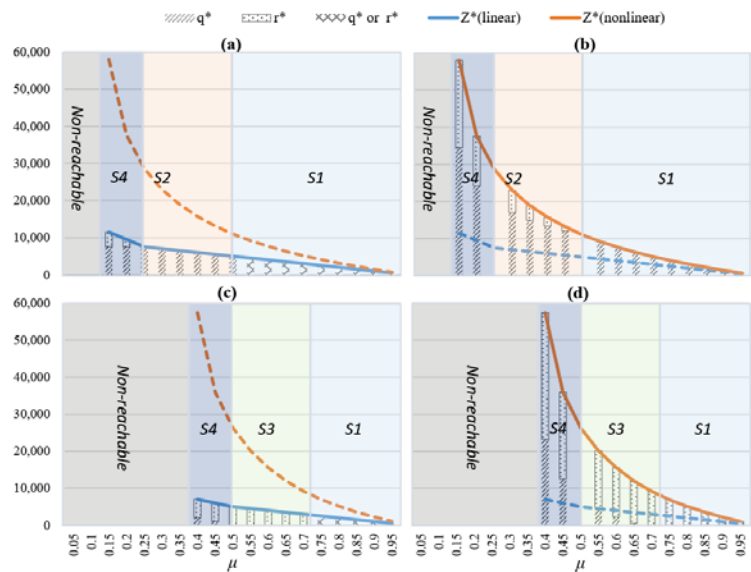 q* r* q* or r* Z*(linear) Z*(nonlinear)
(a) (b)
60,000
50,000
40,000
30,000
20,000
10,000
0
Non-reachable
S4 S2 S1
Non-reachable
S4 S2 S1
(c) (d)
60,000
50,000
40,000
30,000
20,000
10,000
0
Non-reachable
S4 S3 S1
Non-reachable
S4 S3 S1
0.05 0.1 0.15 0.2 0.25 0.3 0.35 0.4 0.45 0.5 0.55 0.6 0.65 0.7 0.75 0.8 0.85 0.9 0.95
0.05 0.1 0.15 0.2 0.25 0.3 0.35 0.4 0.45 0.5 0.55 0.6 0.65 0.7 0.75 0.8 0.85 0.9 0.95
μ μ